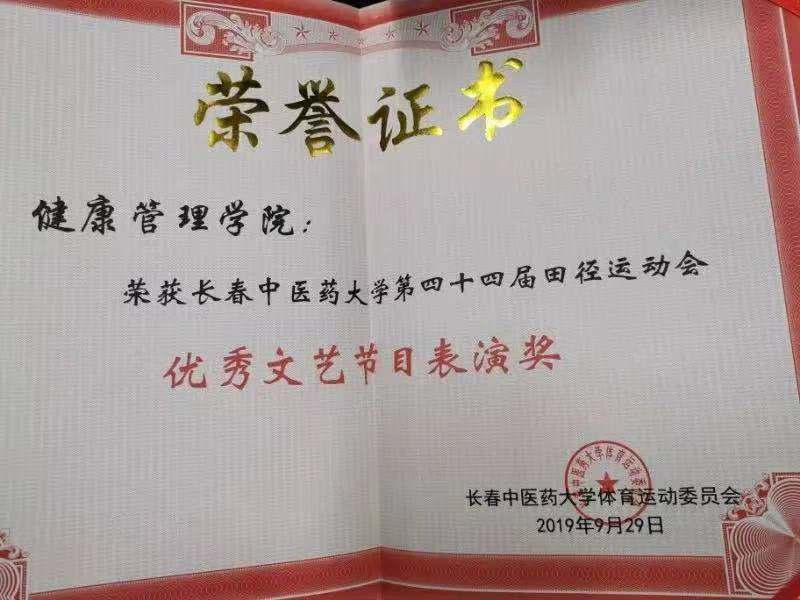 荣誉证书
健康管理学院：
荣获长春中医药大学第四十四届田径运动会
优秀文艺节目表演奖
长春中医药大学体育运动委员会
2019年9月29日